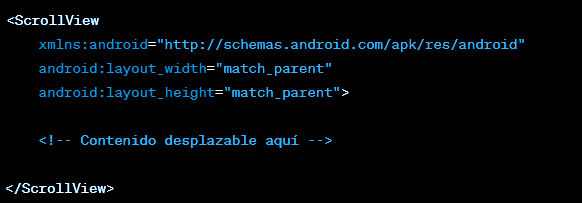 <ScrollView
xmlns:android="http://schemas.android.com/apk/res/android"
android:layout_width="match_parent"
android:layout_height="match_parent">
<!-- Contenido desplazable aquí -->
</ScrollView>